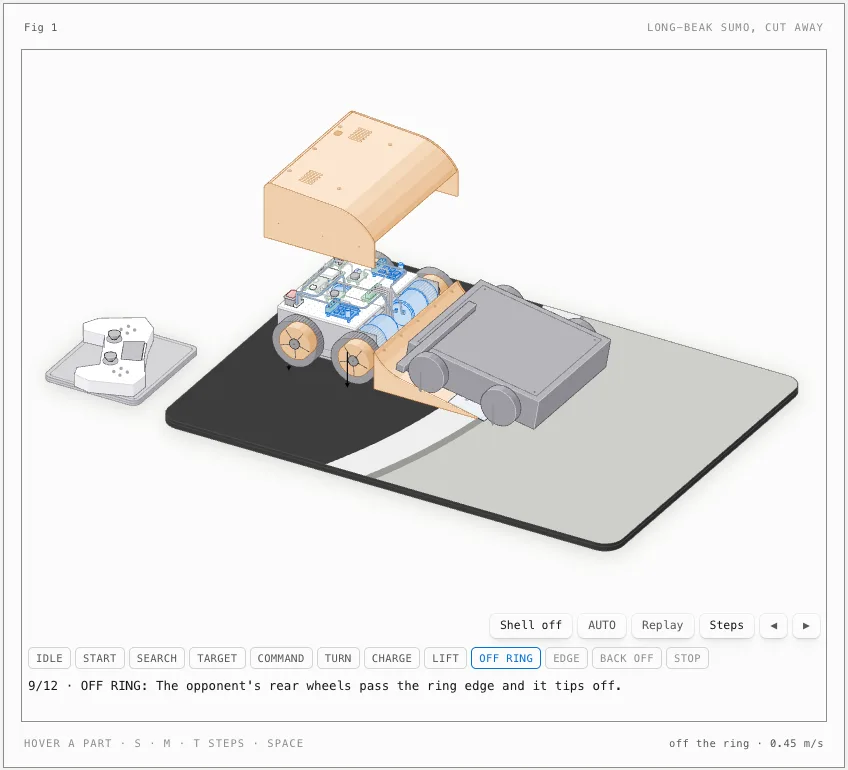 Fig 1
LONG—BEAK SUMO, CUT AWAY
Shell off AUTO Replay Steps ◄ ►
IDLE START SEARCH TARGET COMMAND TURN CHARGE LIFT OFF RING EDGE BACK OFF STOP
9/12 · OFF RING: The opponent's rear wheels pass the ring edge and it tips off.
HOVER A PART · S · M · T STEPS · SPACE
off the ring · 0.45 m/s